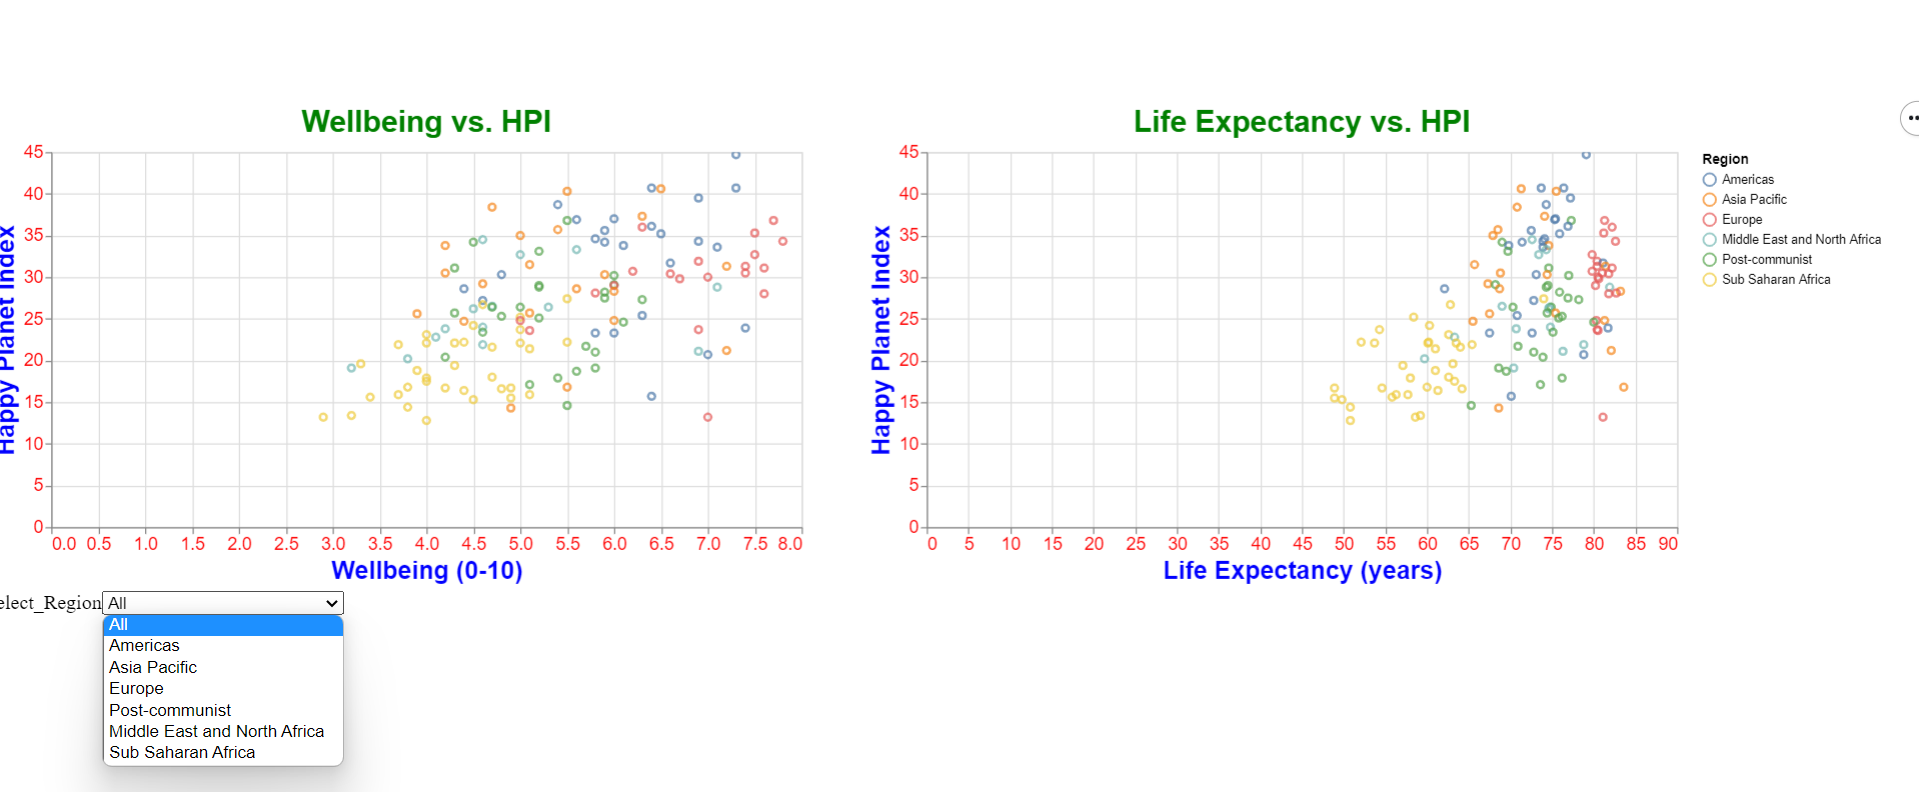 Wellbeing vs. HPI
Happy Planet Index
45
40
35
30
25
20
15
10
5
0
0.0 0.5 1.0 1.5 2.0 2.5 3.0 3.5 4.0 4.5 5.0 5.5 6.0 6.5 7.0 7.5 8.0
Wellbeing (0-10)
Life Expectancy vs. HPI
Happy Planet Index
45
40
35
30
25
20
15
10
5
0
0 5 10 15 20 25 30 35 40 45 50 55 60 65 70 75 80 85 90
Life Expectancy (years)
Region
Americas
Asia Pacific
Europe
Middle East and North Africa
Post-communist
Sub Saharan Africa
elect_Region All
All
Americas
Asia Pacific
Europe
Post-communist
Middle East and North Africa
Sub Saharan Africa